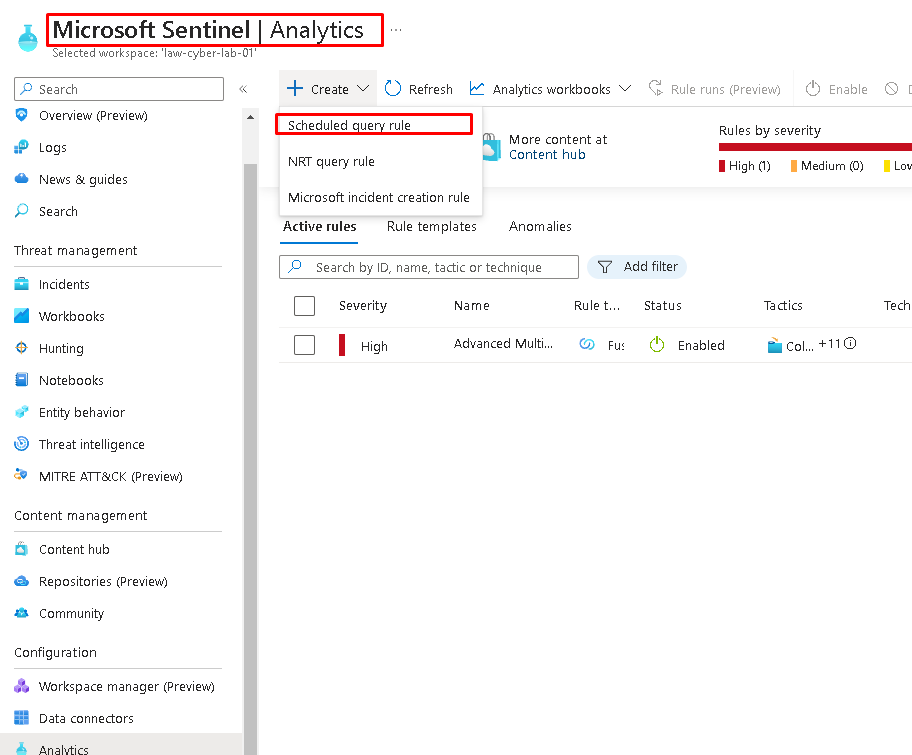 Microsoft Sentinel | Analytics ...
Selected workspace: 'law-cyber-lab-01'
Search
«
Overview (Preview)
Logs
News & guides
Search
Threat management
Incidents
Workbooks
Hunting
Notebooks
Entity behavior
Threat intelligence
MITRE ATT&CK (Preview)
Content management
Content hub
Repositories (Preview)
Community
Configuration
Workspace manager (Preview)
Data connectors
Analytics
Create Refresh Analytics workbooks Rule runs (Preview) Enable
Scheduled query rule
NRT query rule
Microsoft incident creation rule
More content at
Content hub
Rules by severity
High (1) Medium (0) Low
Active rules Rule templates Anomalies
Search by ID, name, tactic or technique Add filter
Severity Name Rule t... Status Tactics Tech
High Advanced Multi... Fus Enabled Col... +11